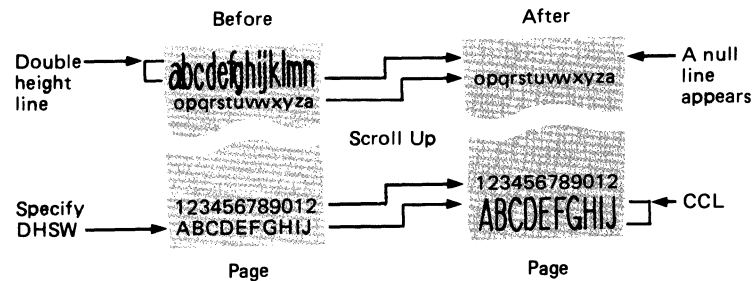 Before
After
Double
height
line
abcdefghijklmn
opqrstuvwxyza
opqrstuvwxyza
A null
line
appears
Scroll Up
Specify
DHSW
123456789012
ABCDEFGHIJ
123456789012
ABCDEFGHIJ
CCL
Page
Page